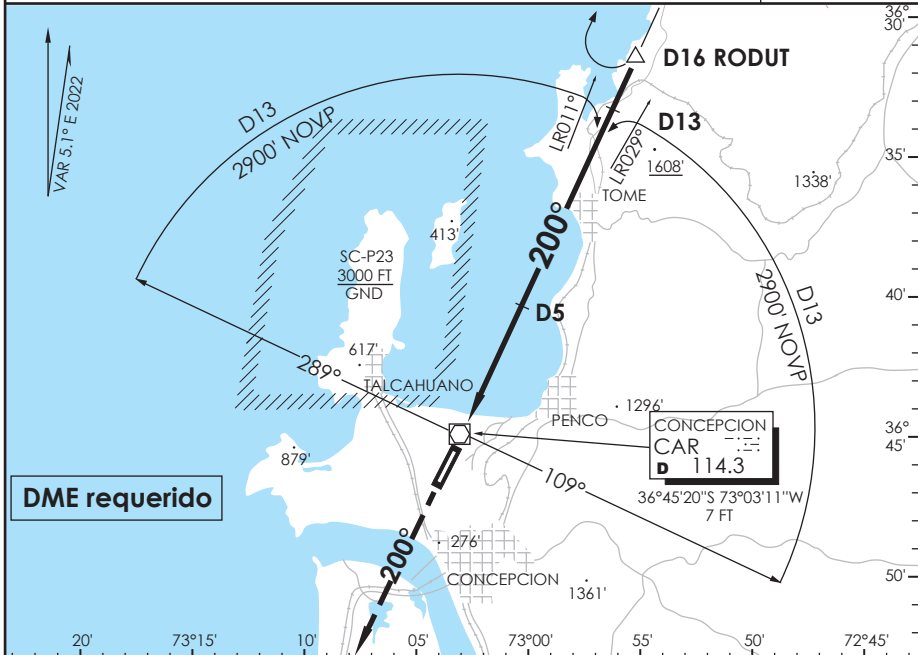 36°
30'
VAR 5.1° E 2022
D16 RODUT
D13
2900' NOVP
LR011°
LR029°
D13
1608'
1338'
35'
TOME
200°
413'
SC-P23
3000 FT
GND
D13
2900' NOVP
40'
D5
617'
289°
TALCAHUANO
PENCO
1296'
CONCEPCION
CAR
D 114.3
36°45'20"S 73°03'11"W
7 FT
36°
45'
879'
109°
DME requerido
276'
200°
CONCEPCION
1361'
50'
20'
73°15'
10'
05'
73°00'
55'
50'
72°45'